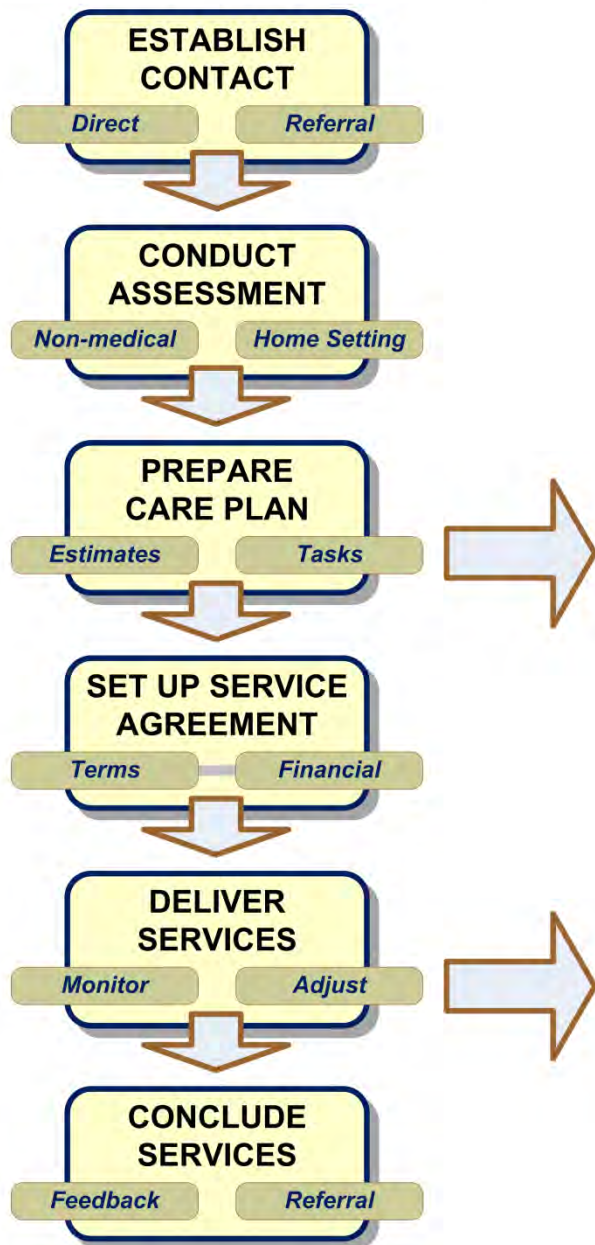 ESTABLISH
CONTACT
Direct Referral
CONDUCT
ASSESSMENT
Non-medical Home Setting
PREPARE
CARE PLAN
Estimates Tasks
SET UP SERVICE
AGREEMENT
Terms Financial
DELIVER
SERVICES
Monitor Adjust
CONCLUDE
SERVICES
Feedback Referral